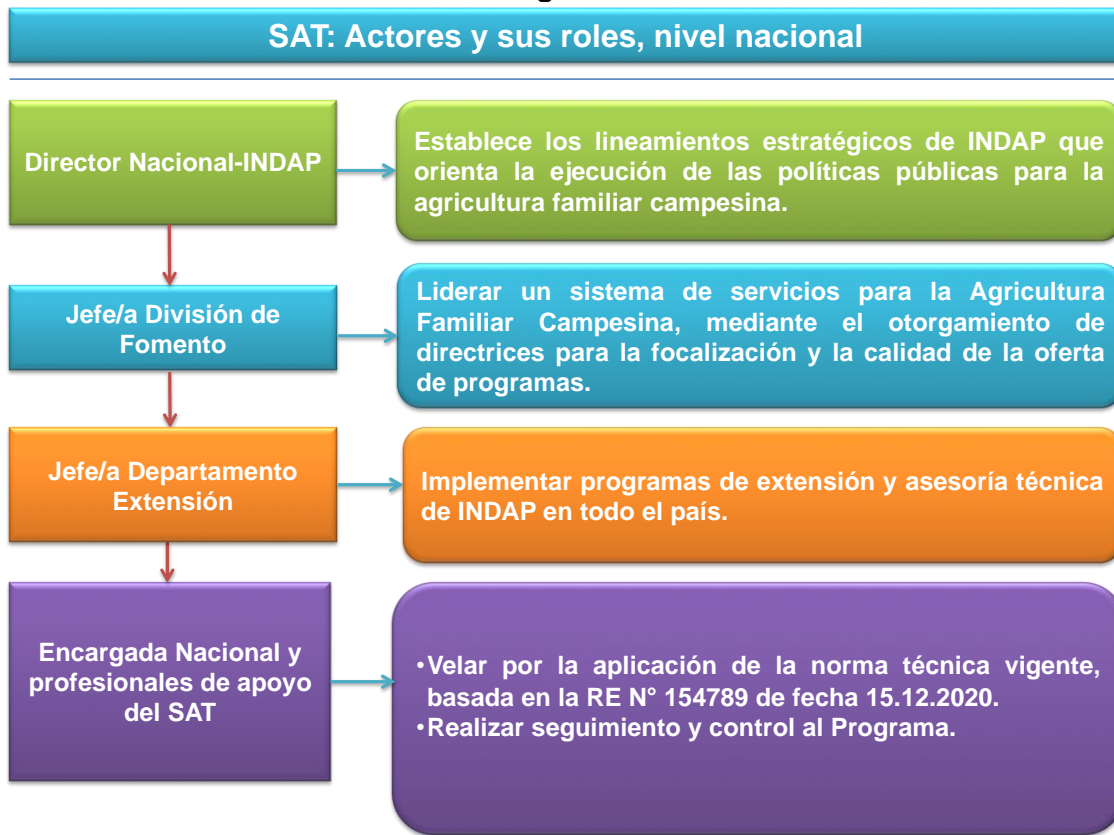 SAT: Actores y sus roles, nivel nacional
Director Nacional-INDAP
Establece los lineamientos estratégicos de INDAP que
orienta la ejecución de las políticas públicas para la
agricultura familiar campesina.
Jefe/a División de
Fomento
Liderar un sistema de servicios para la Agricultura
Familiar Campesina, mediante el otorgamiento de
directrices para la focalización y la calidad de la oferta
de programas.
Jefe/a Departamento
Extensión
Implementar programas de extensión y asesoría técnica
de INDAP en todo el país.
Encargada Nacional y
profesionales de apoyo
del SAT
•Velar por la aplicación de la norma técnica vigente,
basada en la RE N° 154789 de fecha 15.12.2020.
•Realizar seguimiento y control al Programa.